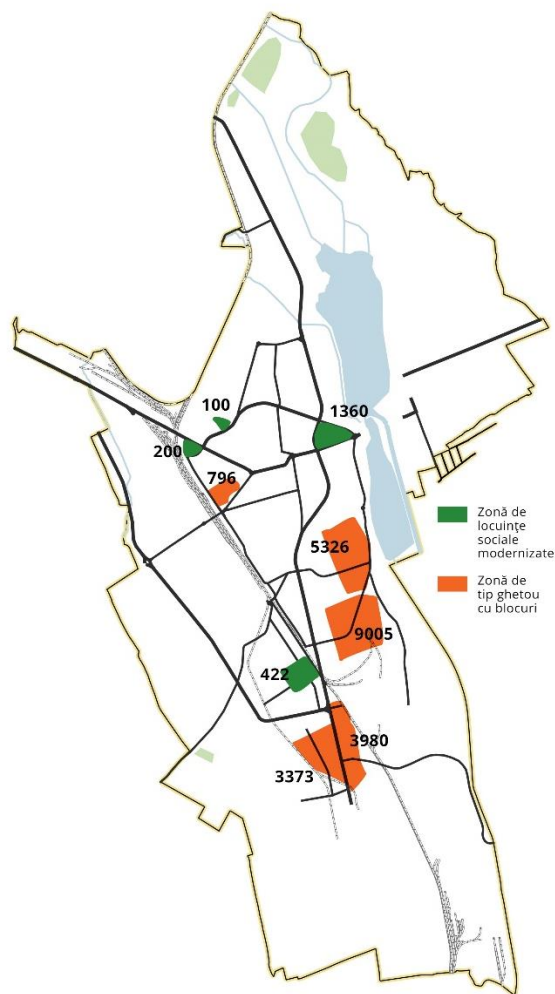 100
1360
200
796
5326
9005
422
3980
3373
Zonă de
locuințe
sociale
modernizate
Zonă de
tip ghetou
cu blocuri